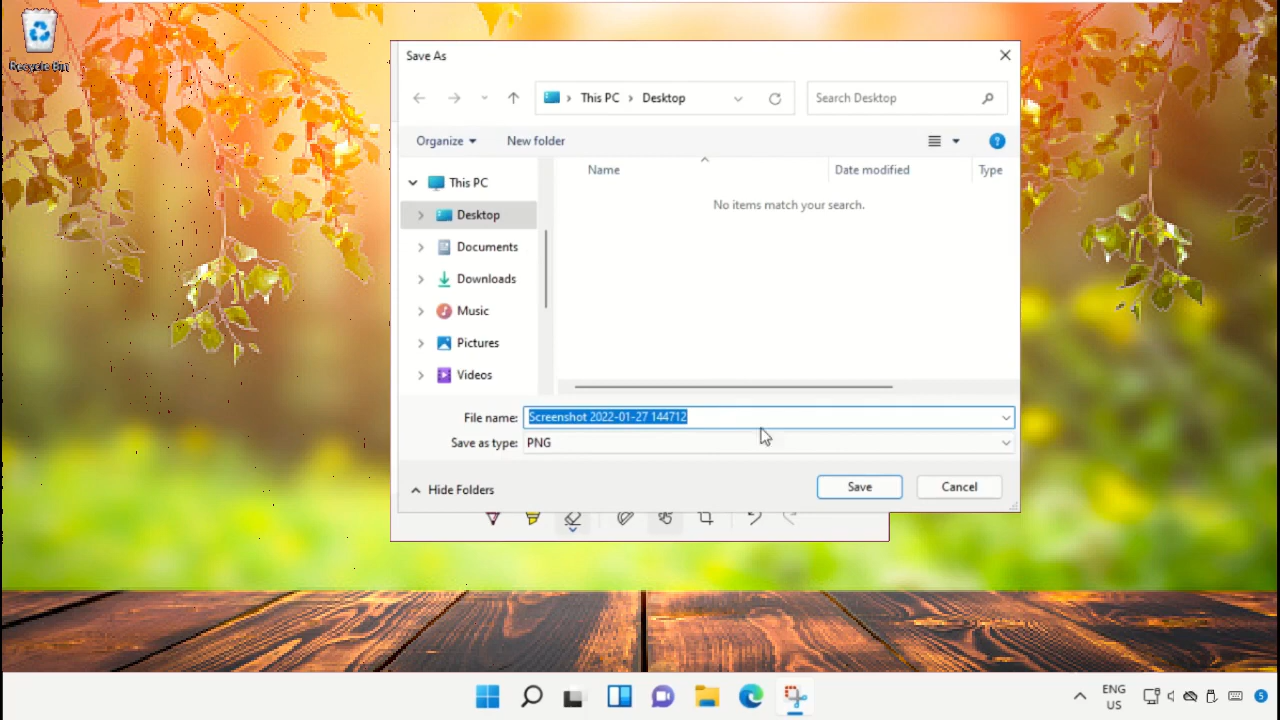 Recycle Bin
Save As
This PC
Desktop
Search Desktop
Organize
New folder
Name
Date modified
Type
This PC
No items match your search.
Desktop
Documents
Downloads
Music
Pictures
Videos
File name: Screenshot 2022-01-27 144712
Save as type: PNG
Hide Folders
Save
Cancel
ENG
US
5